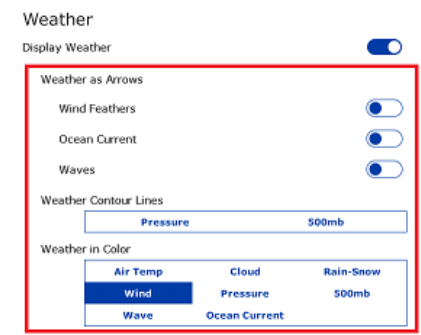 Weather
Display Weather
Weather as Arrows
Wind Feathers
Ocean Current
Waves
Weather Contour Lines
Pressure 500mb
Weather in Color
Air Temp Cloud Rain-Snow
Wind Pressure 500mb
Wave Ocean Current